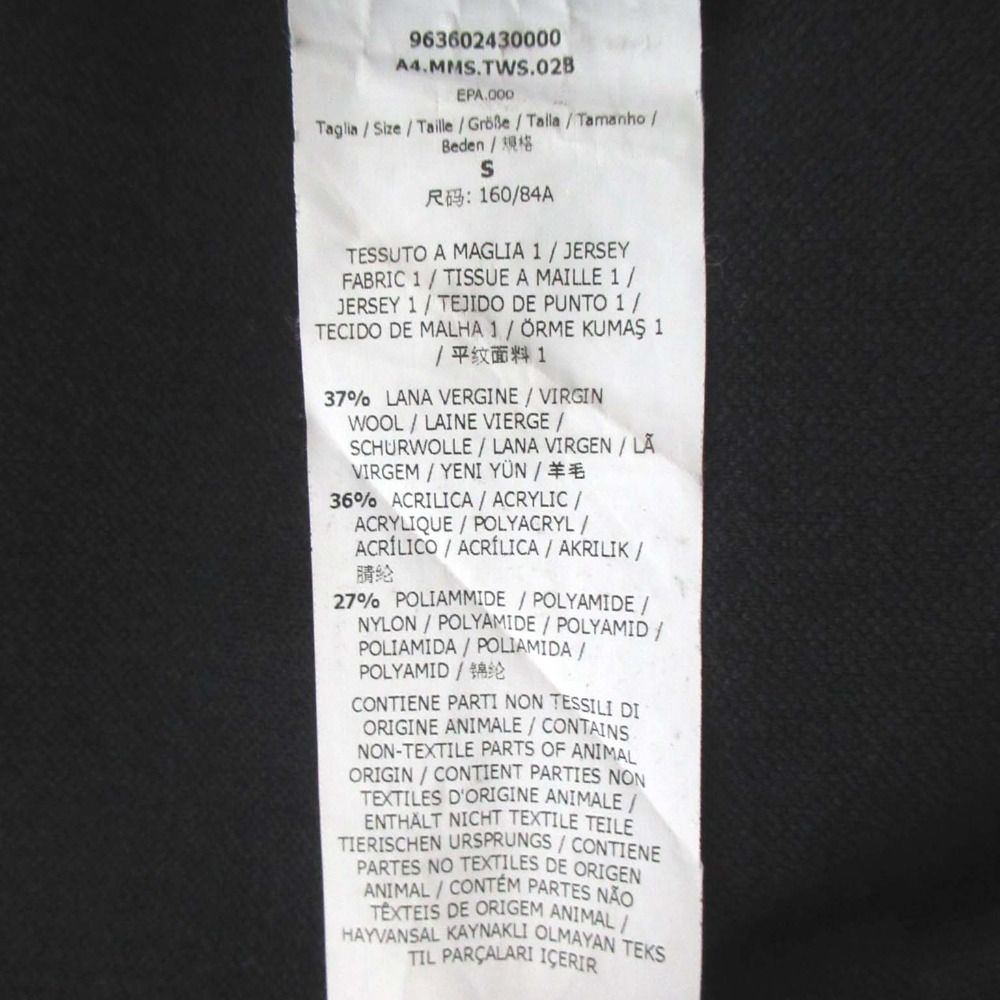 963602430000
A4.MMS.TWS.02B
EPA.000
Taglia / Size / Taille / Größe / Talla / Tamanho /
Beden / 規格
S
尺码: 160/84A
TESSUTO A MAGLIA 1 / JERSEY
FABRIC 1 / TISSUE A MAILLE 1 /
JERSEY 1 / TEJIDO DE PUNTO 1 /
TECIDO DE MALHA 1 / ÖRME KUMAŞ 1
/ 平纹面料 1
37% LANA VERGINE / VIRGIN
WOOL / LAINE VIERGE /
SCHURWOLLE / LANA VIRGEN / LÃ
VIRGEM / YENI YÜN / 羊毛
36% ACRILICA / ACRYLIC /
ACRYLIQUE / POLYACRYL /
ACRÍLICO / ACRÍLICA / AKRILIK /
腈纶
27% POLIAMMIDE / POLYAMIDE /
NYLON / POLYAMIDE / POLYAMID /
POLIAMIDA / POLIAMIDA /
POLYAMID / 锦纶
CONTIENE PARTI NON TESSILI DI
ORIGINE ANIMALE / CONTAINS
NON-TEXTILE PARTS OF ANIMAL
ORIGIN / CONTIENT PARTIES NON
TEXTILES D'ORIGINE ANIMALE /
ENTHÄLT NICHT TEXTILE TEILE
TIERISCHEN URSPRUNGS / CONTIENE
PARTES NO TEXTILES DE ORIGEN
ANIMAL / CONTÉM PARTES NÃO
TÊXTEIS DE ORIGEM ANIMAL /
HAYVANSAL KAYNAKLI OLMAYAN TEKS
TIL PARÇALARI IÇERIR